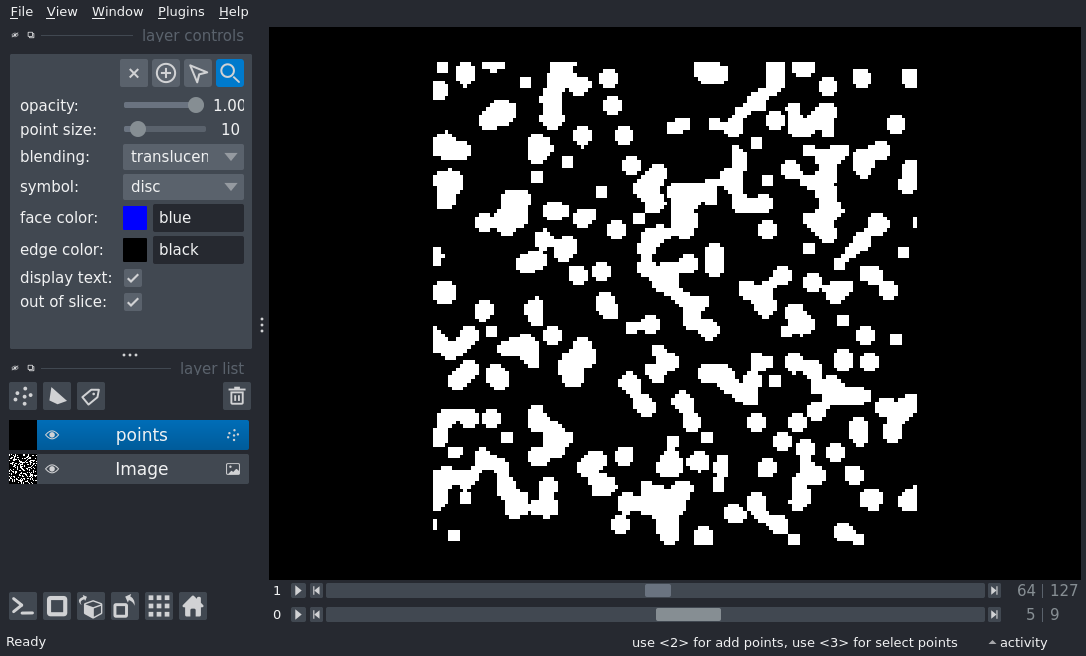 File View Window Plugins Help
layer controls
opacity: 1.00
point size: 10
blending: translucen
symbol: disc
face color: blue
edge color: black
display text:
out of slice:
layer list
points
Image
1 64 127
0 5 9
Ready use <2> for add points, use <3> for select points activity